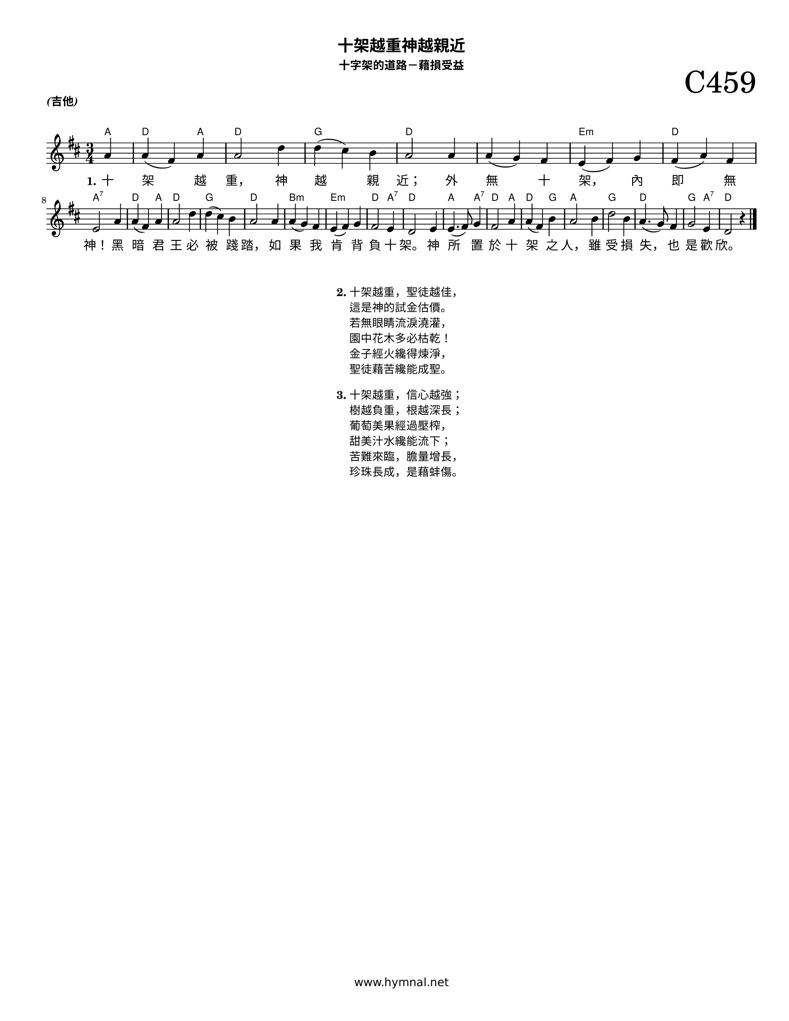 十架越重神越親近
十字架的道路－藉損受益
C459
(吉他)
A D A D G D Em D
3
4
1. 十 架 越 重， 神 越 親 近； 外 無 十 架， 內 即 無
8
A7 D A D G D Bm Em D A7 D A A7 D A D G A G D G A7 D
神！黑 暗 君 王 必 被 踐 踏，如 果 我 肯 背 負 十 架。神 所 置 於 十 架 之 人，雖 受 損 失，也 是 歡 欣。
2. 十架越重，聖徒越佳，
這是神的試金估價。
若無眼睛流淚澆灌，
園中花木多必枯乾！
金子經火纔得煉淨，
聖徒藉苦纔能成聖。
3. 十架越重，信心越強；
樹越負重，根越深長；
葡萄美果經過壓榨，
甜美汁水纔能流下；
苦難來臨，膽量增長，
珍珠長成，是藉蚌傷。
www.hymnal.net